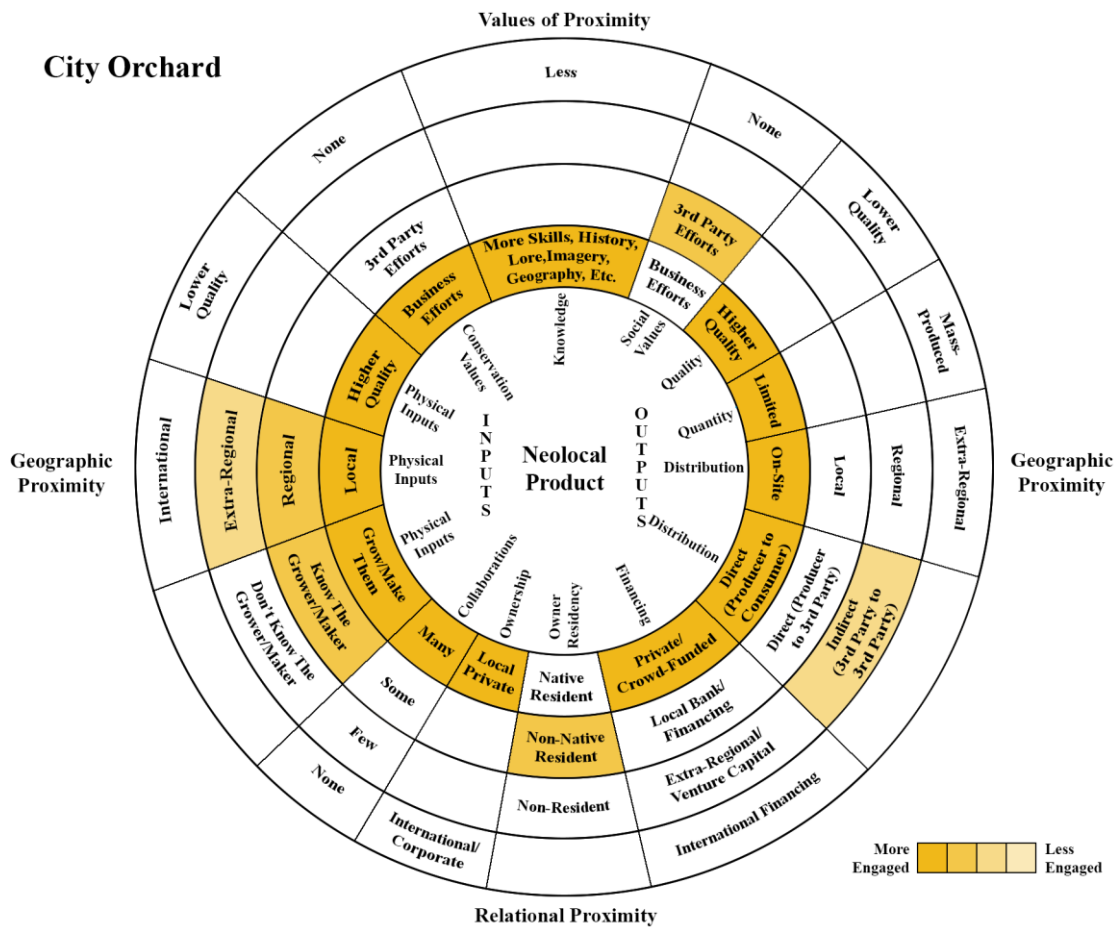 Values of Proximity
City Orchard
Less
None
None
Lower
Quality
Lower
Quality
3rd Party
Efforts
3rd Party
Efforts
More Skills, History,
Lore,Imagery,
Geography, Etc.
Business
Efforts
Business
Efforts
Higher
Quality
Higher
Quality
Mass-
Produced
Limited
Conservation
Values
Knowledge
Social
Values
Quality
Quantity
Physical
Inputs
INPUTS
OUTPUTS
Neolocal
Product
Geographic
Proximity
International
Extra-Regional
Regional
Local
Physical
Inputs
Distribution
On-Site
Local
Regional
Extra-Regional
Geographic
Proximity
Physical
Inputs
Collaborations
Ownership
Owner
Residency
Financing
Distribution
Grow/Make
Them
Know The
Grower/Maker
Don't Know The
Grower/Maker
Direct
(Producer to
Consumer)
Direct (Producer
to 3rd Party)
Indirect
(3rd Party to
3rd Party)
Many
Some
Few
None
Local
Private
International/
Corporate
Native
Resident
Non-Native
Resident
Non-Resident
Private/
Crowd-Funded
Local Bank/
Financing
Extra-Regional/
Venture Capital
International Financing
More
Engaged
Less
Engaged
Relational Proximity